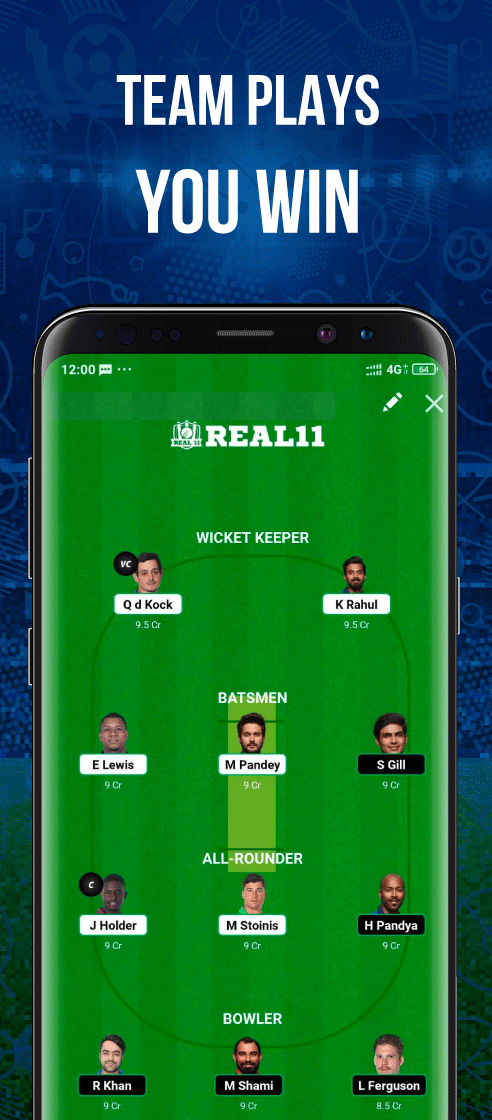 TEAM PLAYS
YOU WIN
12:00 4G 64
REAL 11 REAL11
WICKET KEEPER
VC
Q d Kock K Rahul
9.5 Cr 9.5 Cr
BATSMEN
E Lewis M Pandey S Gill
9 Cr 9 Cr 9 Cr
ALL-ROUNDER
C
J Holder M Stoinis H Pandya
9 Cr 9 Cr 9 Cr
BOWLER
R Khan M Shami L Ferguson
9 Cr 9 Cr 8.5 Cr